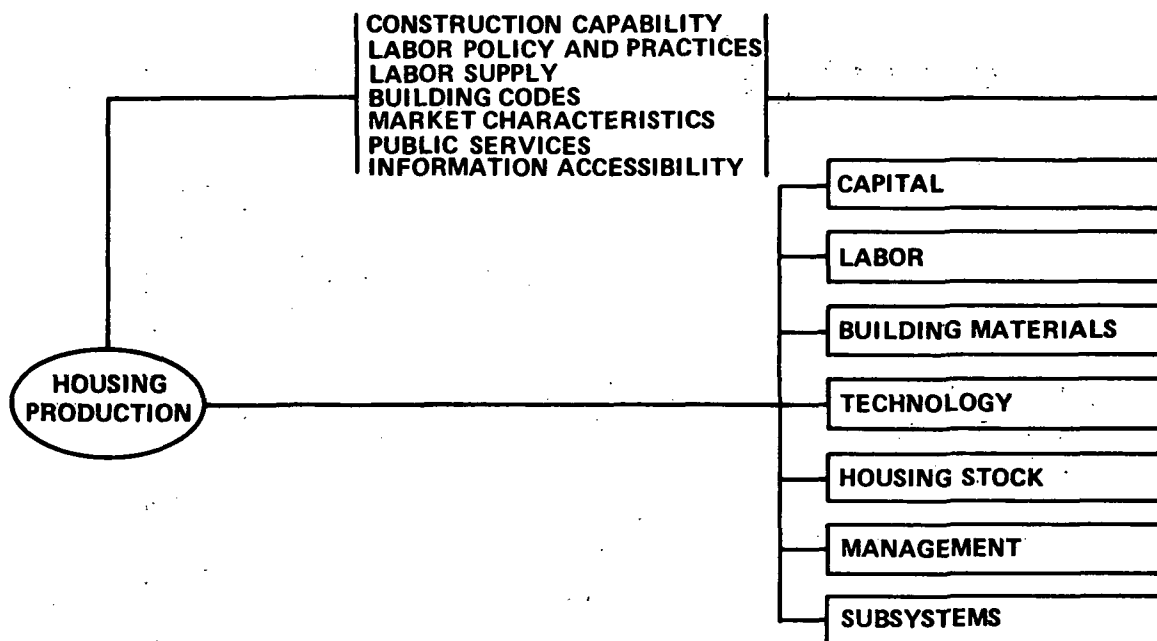 CONSTRUCTION CAPABILITY
LABOR POLICY AND PRACTICES
LABOR SUPPLY
BUILDING CODES
MARKET CHARACTERISTICS
PUBLIC SERVICES
INFORMATION ACCESSIBILITY
CAPITAL
LABOR
BUILDING MATERIALS
HOUSING
PRODUCTION
TECHNOLOGY
HOUSING STOCK
MANAGEMENT
SUBSYSTEMS